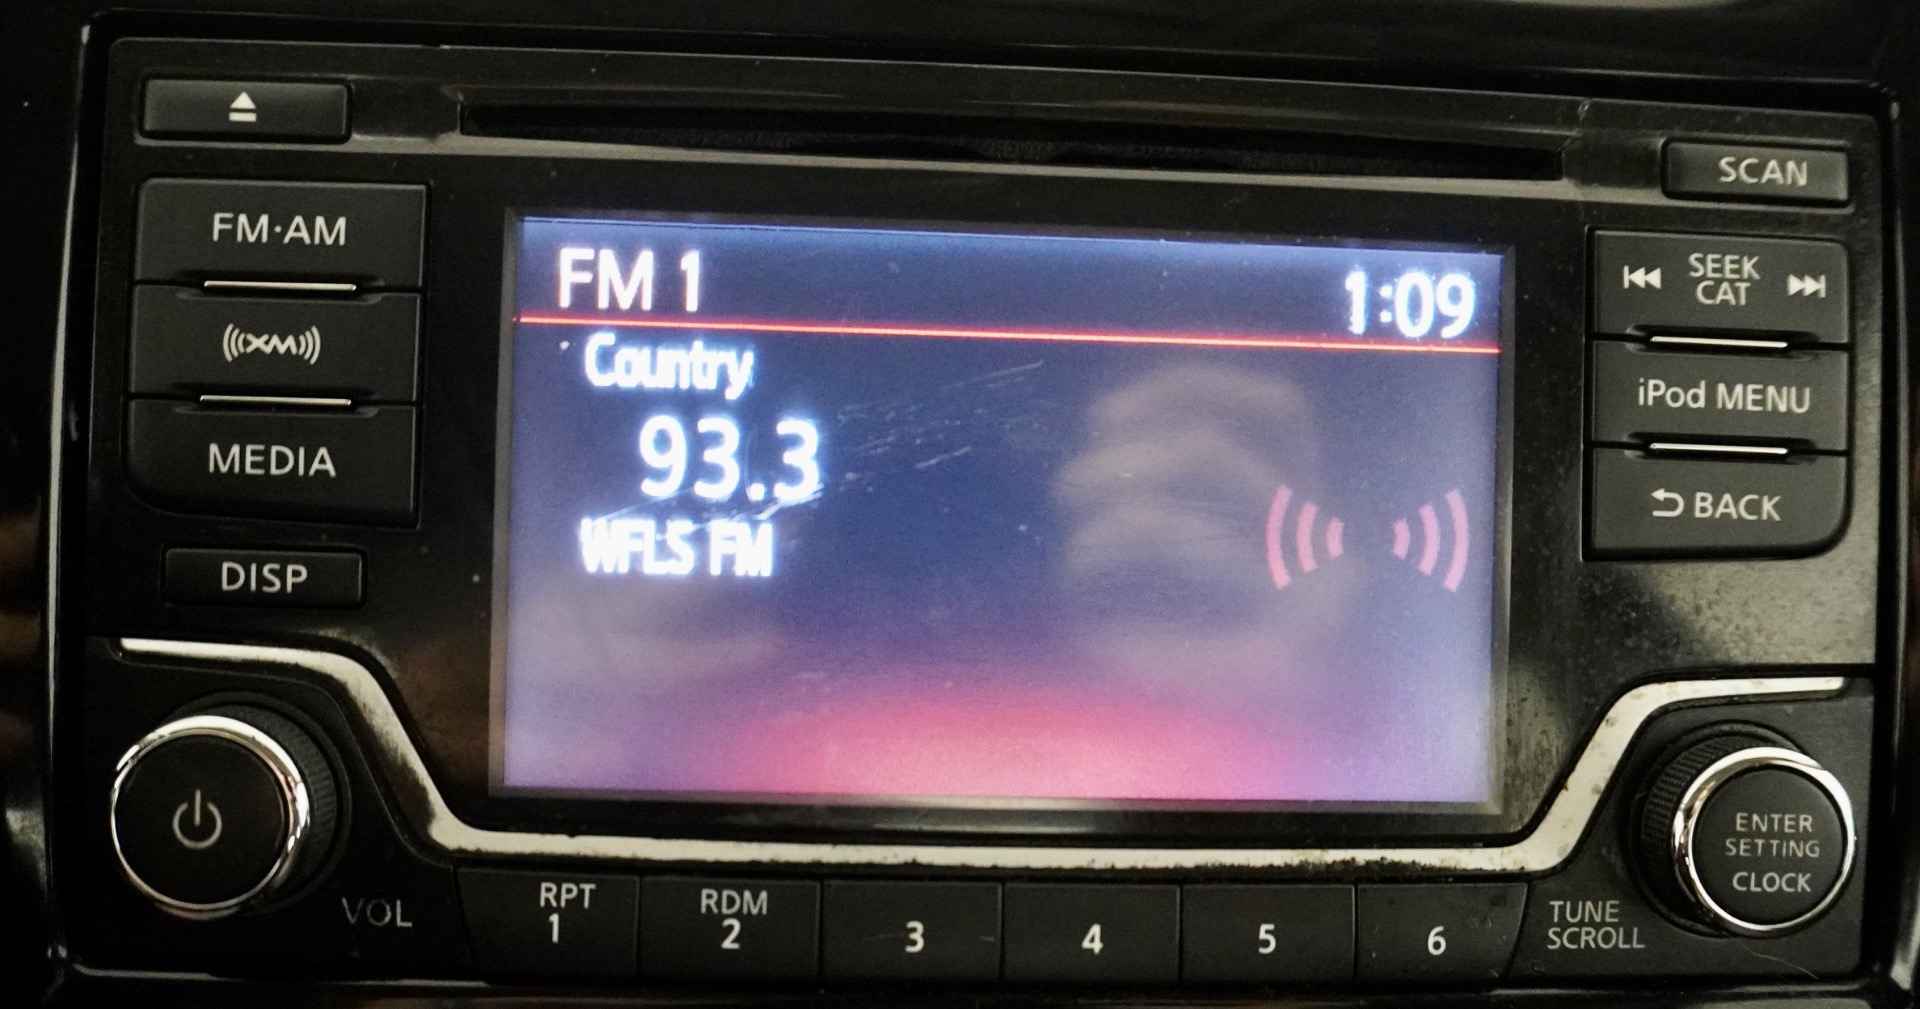 SCAN
FM·AM
FM 1
1:09
SEEK
CAT
((XM))
Country
93.3
iPod MENU
MEDIA
WFLS FM
BACK
DISP
ENTER
SETTING
CLOCK
VOL
RPT
1
RDM
2
3
4
5
6
TUNE
SCROLL